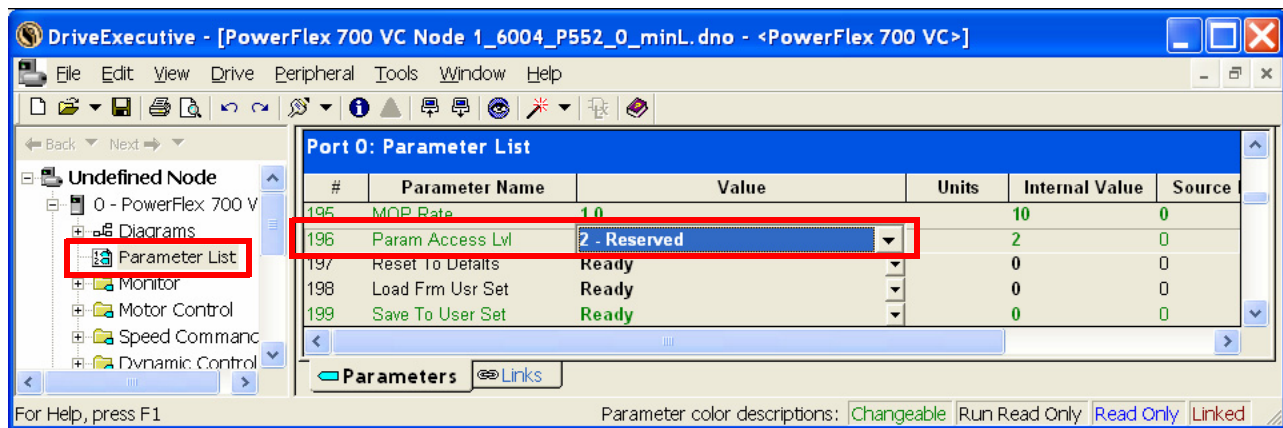 DriveExecutive - [PowerFlex 700 VC Node 1_6004_P552_0_minL.dno - <PowerFlex 700 VC>]
File Edit View Drive Peripheral Tools Window Help
Back Next
Undefined Node
0 - PowerFlex 700 V
Diagrams
Parameter List
Monitor
Motor Control
Speed Command
Dynamic Control
Port 0: Parameter List
# Parameter Name Value Units Internal Value Source
195 MOP Rate 1.0 10 0
196 Param Access Lvl 2 - Reserved 2 0
197 Reset To Defalts Ready 0 0
198 Load Frm Usr Set Ready 0 0
199 Save To User Set Ready 0 0
Parameters Links
For Help, press F1 Parameter color descriptions: Changeable Run Read Only Read Only Linked